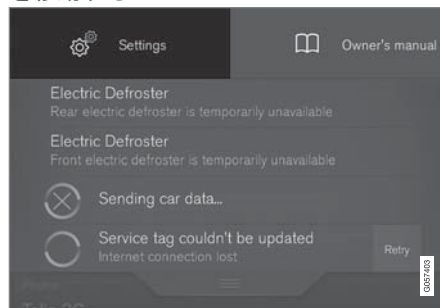 Settings
Owner's manual
Electric Defroster
Rear electric defroster is temporarily unavailable
Electric Defroster
Front electric defroster is temporarily unavailable
Sending car data...
Service tag couldn't be updated
Internet connection lost
Retry
Phone
G057403